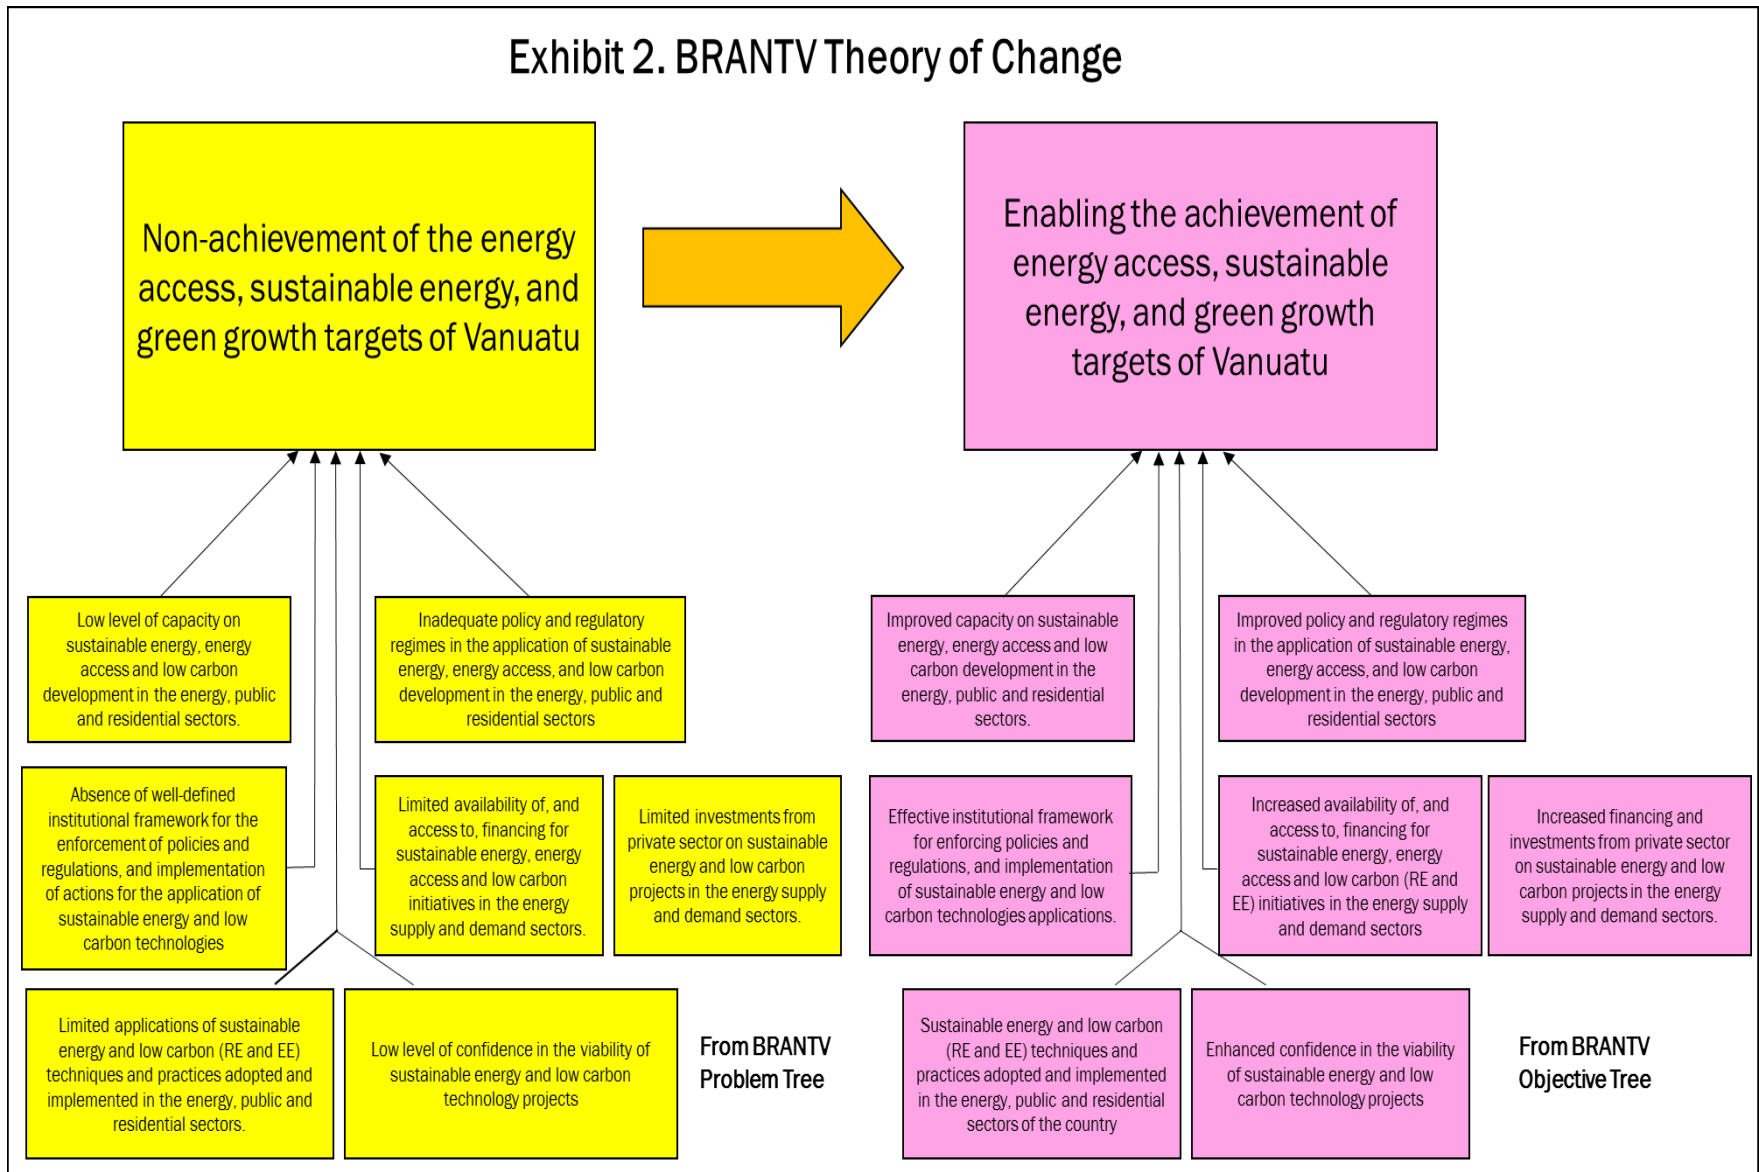 Exhibit 2. BRANTV Theory of Change
Non-achievement of the energy
access, sustainable energy, and
green growth targets of Vanuatu
Enabling the achievement of
energy access, sustainable
energy, and green growth
targets of Vanuatu
Low level of capacity on
sustainable energy, energy
access and low carbon
development in the energy, public
and residential sectors.
Inadequate policy and regulatory
regimes in the application of sustainable
energy, energy access, and low carbon
development in the energy, public and
residential sectors
Improved capacity on sustainable
energy, energy access and low
carbon development in the
energy, public and residential
sectors.
Improved policy and regulatory regimes
in the application of sustainable energy,
energy access, and low carbon
development in the energy, public and
residential sectors
Absence of well-defined
institutional framework for the
enforcement of policies and
regulations, and implementation
of actions for the application of
sustainable energy and low
carbon technologies
Limited availability of, and
access to, financing for
sustainable energy, energy
access and low carbon
initiatives in the energy
supply and demand sectors.
Limited investments from
private sector on sustainable
energy and low carbon
projects in the energy supply
and demand sectors.
Effective institutional framework
for enforcing policies and
regulations, and implementation
of sustainable energy and low
carbon technologies applications.
Increased availability of, and
access to, financing for
sustainable energy, energy
access and low carbon (RE and
EE) initiatives in the energy supply
and demand sectors
Increased financing and
investments from private sector
on sustainable energy and low
carbon projects in the energy
supply and demand sectors.
Limited applications of sustainable
energy and low carbon (RE and EE)
techniques and practices adopted and
implemented in the energy, public and
residential sectors.
Low level of confidence in the viability of
sustainable energy and low carbon
technology projects
From BRANTV
Problem Tree
Sustainable energy and low carbon
(RE and EE) techniques and
practices adopted and implemented
in the energy, public and residential
sectors of the country
Enhanced confidence in the viability
of sustainable energy and low
carbon technology projects
From BRANTV
Objective Tree